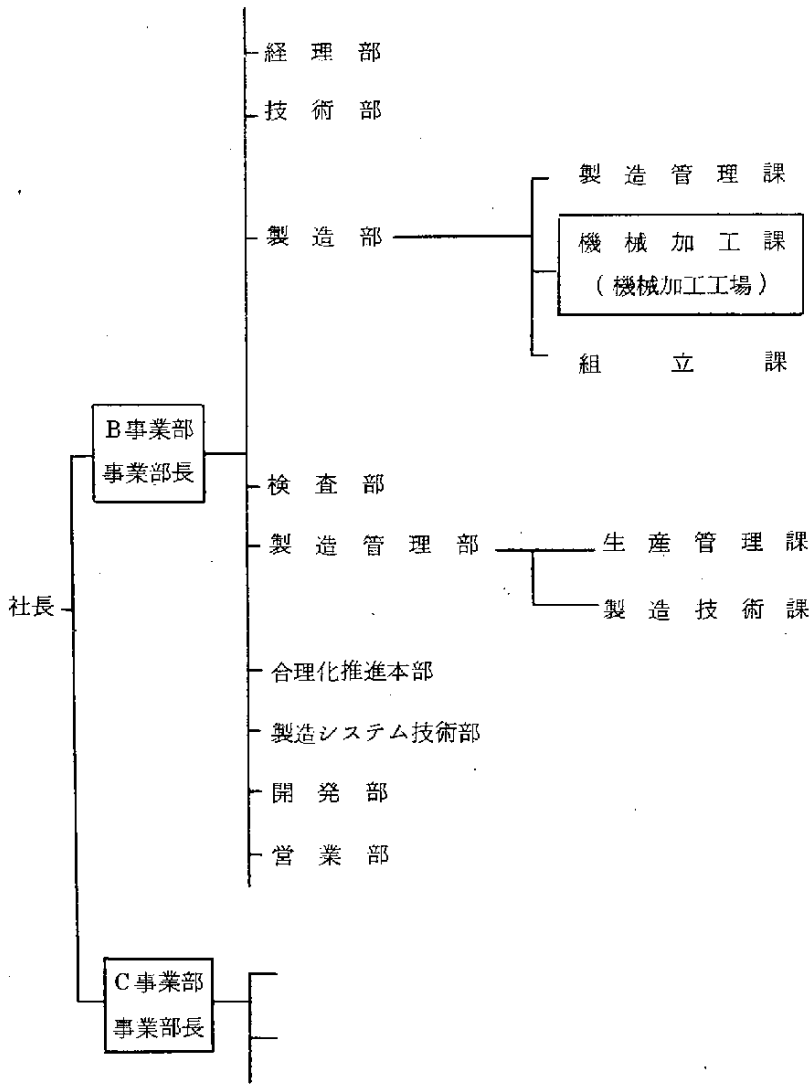 経理部
技術部
製造部
製造管理課
機械加工課
(機械加工工場)
組立課
B事業部
事業部長
検査部
製造管理部
生産管理課
製造技術課
社長
合理化推進本部
製造システム技術部
開発部
営業部
C事業部
事業部長